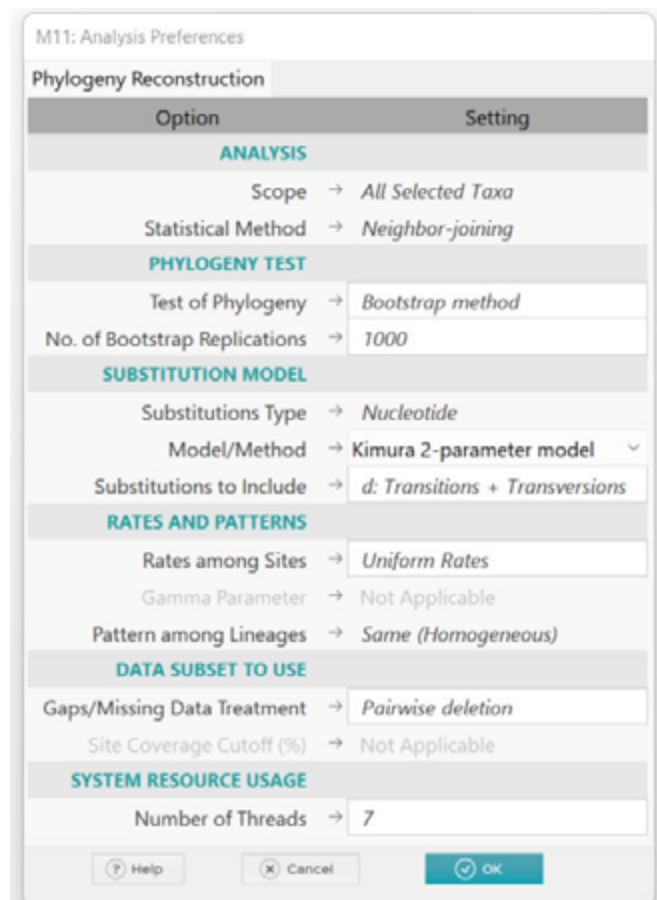 M11: Analysis Preferences
Phylogeny Reconstruction
Option Setting
ANALYSIS
Scope → All Selected Taxa
Statistical Method → Neighbor-joining
PHYLOGENY TEST
Test of Phylogeny → Bootstrap method
No. of Bootstrap Replications → 1000
SUBSTITUTION MODEL
Substitutions Type → Nucleotide
Model/Method → Kimura 2-parameter model
Substitutions to Include → d: Transitions + Transversions
RATES AND PATTERNS
Rates among Sites → Uniform Rates
Gamma Parameter → Not Applicable
Pattern among Lineages → Same (Homogeneous)
DATA SUBSET TO USE
Gaps/Missing Data Treatment → Pairwise deletion
Site Coverage Cutoff (%) → Not Applicable
SYSTEM RESOURCE USAGE
Number of Threads → 7
? Help Cancel OK